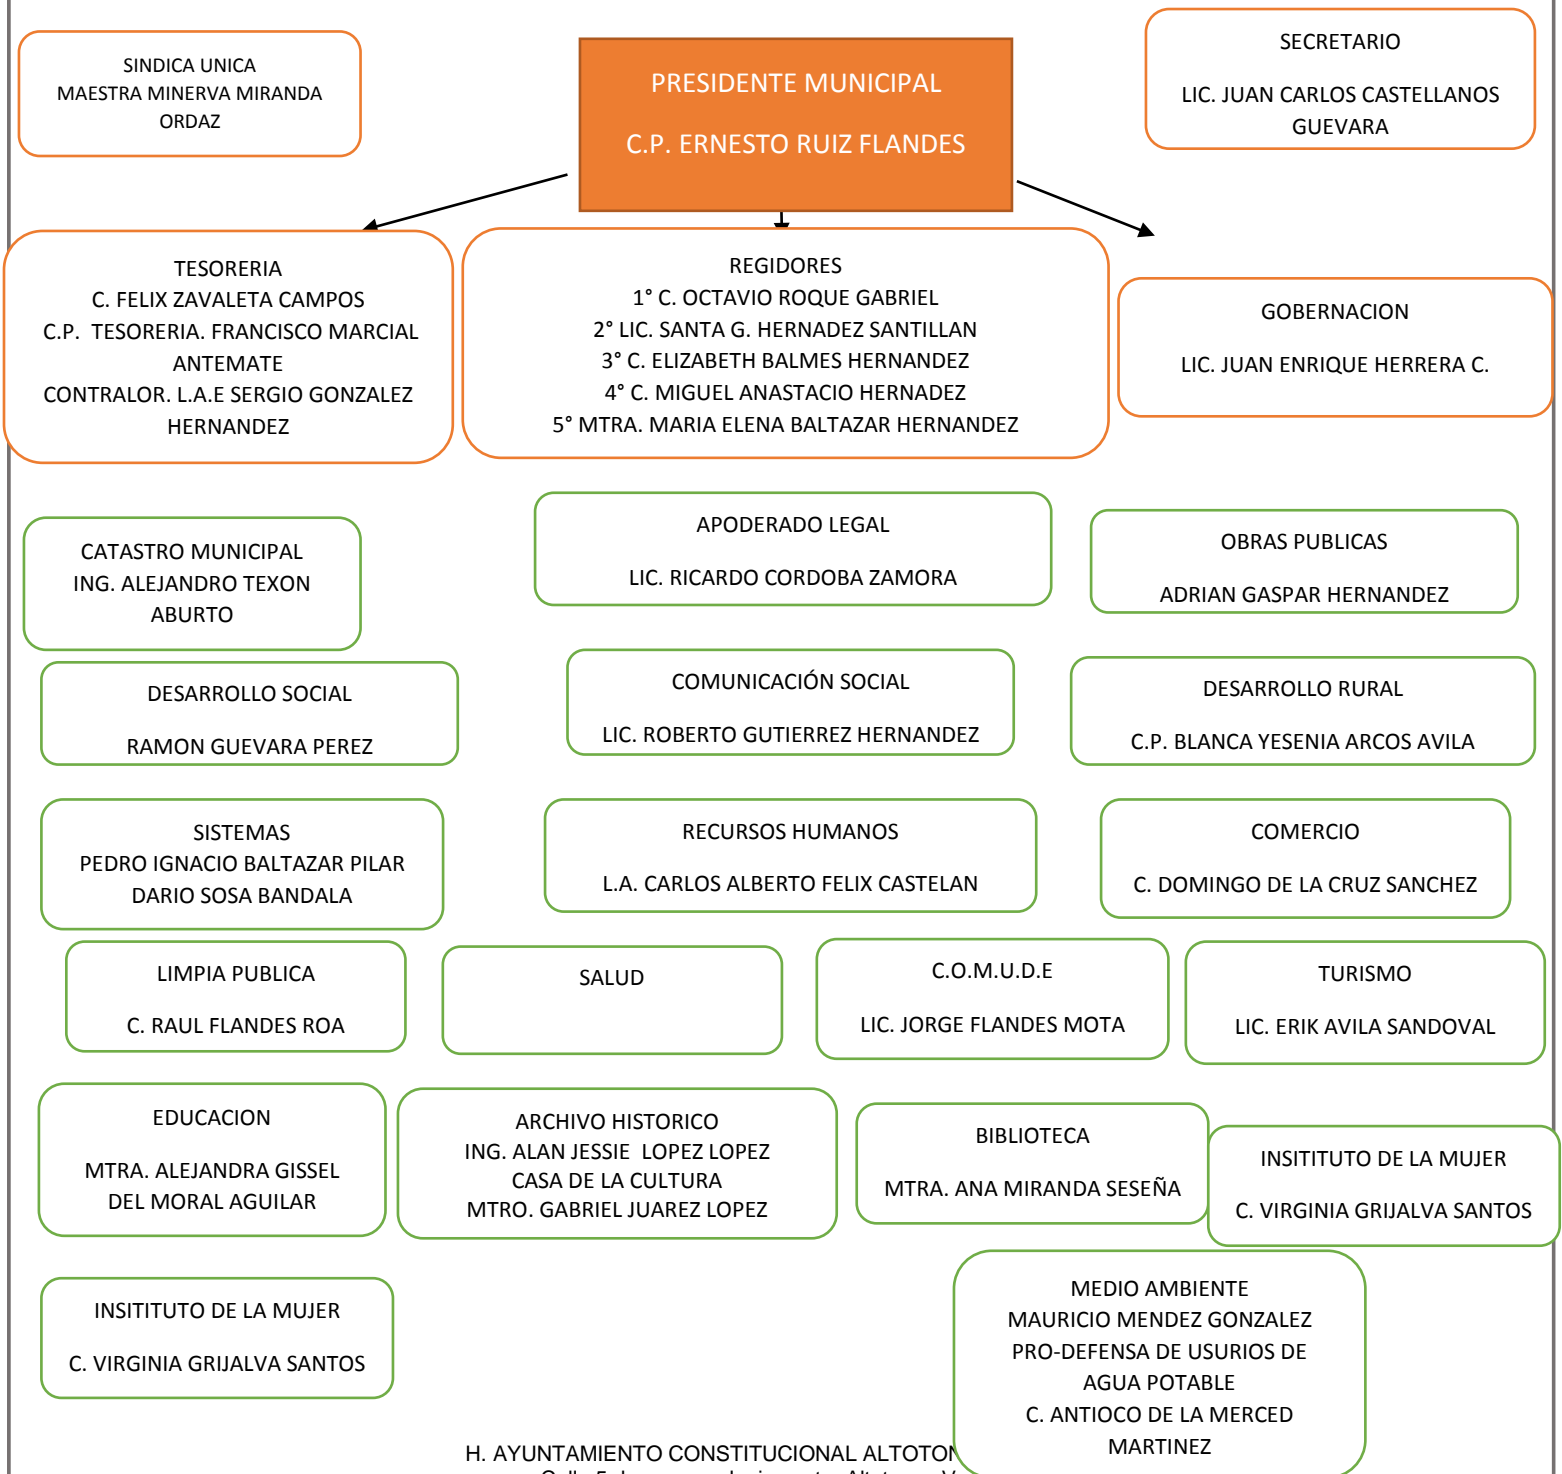 SINDICA UNICA
MAESTRA MINERVA MIRANDA
ORDAZ
PRESIDENTE MUNICIPAL
C.P. ERNESTO RUIZ FLANDES
SECRETARIO
LIC. JUAN CARLOS CASTELLANOS
GUEVARA
TESORERIA
C. FELIX ZAVALETA CAMPOS
C.P. TESORERIA. FRANCISCO MARCIAL
ANTEMATE
CONTRALOR. L.A.E SERGIO GONZALEZ
HERNANDEZ
REGIDORES
1° C. OCTAVIO ROQUE GABRIEL
2° LIC. SANTA G. HERNADEZ SANTILLAN
3° C. ELIZABETH BALMES HERNANDEZ
4° C. MIGUEL ANASTACIO HERNADEZ
5° MTRA. MARIA ELENA BALTAZAR HERNANDEZ
GOBERNACION
LIC. JUAN ENRIQUE HERRERA C.
CATASTRO MUNICIPAL
ING. ALEJANDRO TEXON
ABURTO
APODERADO LEGAL
LIC. RICARDO CORDOBA ZAMORA
OBRAS PUBLICAS
ADRIAN GASPAR HERNANDEZ
DESARROLLO SOCIAL
RAMON GUEVARA PEREZ
COMUNICACIÓN SOCIAL
LIC. ROBERTO GUTIERREZ HERNANDEZ
DESARROLLO RURAL
C.P. BLANCA YESENIA ARCOS AVILA
SISTEMAS
PEDRO IGNACIO BALTAZAR PILAR
DARIO SOSA BANDALA
RECURSOS HUMANOS
L.A. CARLOS ALBERTO FELIX CASTELAN
COMERCIO
C. DOMINGO DE LA CRUZ SANCHEZ
LIMPIA PUBLICA
C. RAUL FLANDES ROA
SALUD
C.O.M.U.D.E
LIC. JORGE FLANDES MOTA
TURISMO
LIC. ERIK AVILA SANDOVAL
EDUCACION
MTRA. ALEJANDRA GISSEL
DEL MORAL AGUILAR
ARCHIVO HISTORICO
ING. ALAN JESSIE LOPEZ LOPEZ
CASA DE LA CULTURA
MTRO. GABRIEL JUAREZ LOPEZ
BIBLIOTECA
MTRA. ANA MIRANDA SESEÑA
INSITITUTO DE LA MUJER
C. VIRGINIA GRIJALVA SANTOS
INSITITUTO DE LA MUJER
C. VIRGINIA GRIJALVA SANTOS
MEDIO AMBIENTE
MAURICIO MENDEZ GONZALEZ
PRO-DEFENSA DE USURIOS DE
AGUA POTABLE
C. ANTIOCO DE LA MERCED
MARTINEZ
H. AYUNTAMIENTO CONSTITUCIONAL